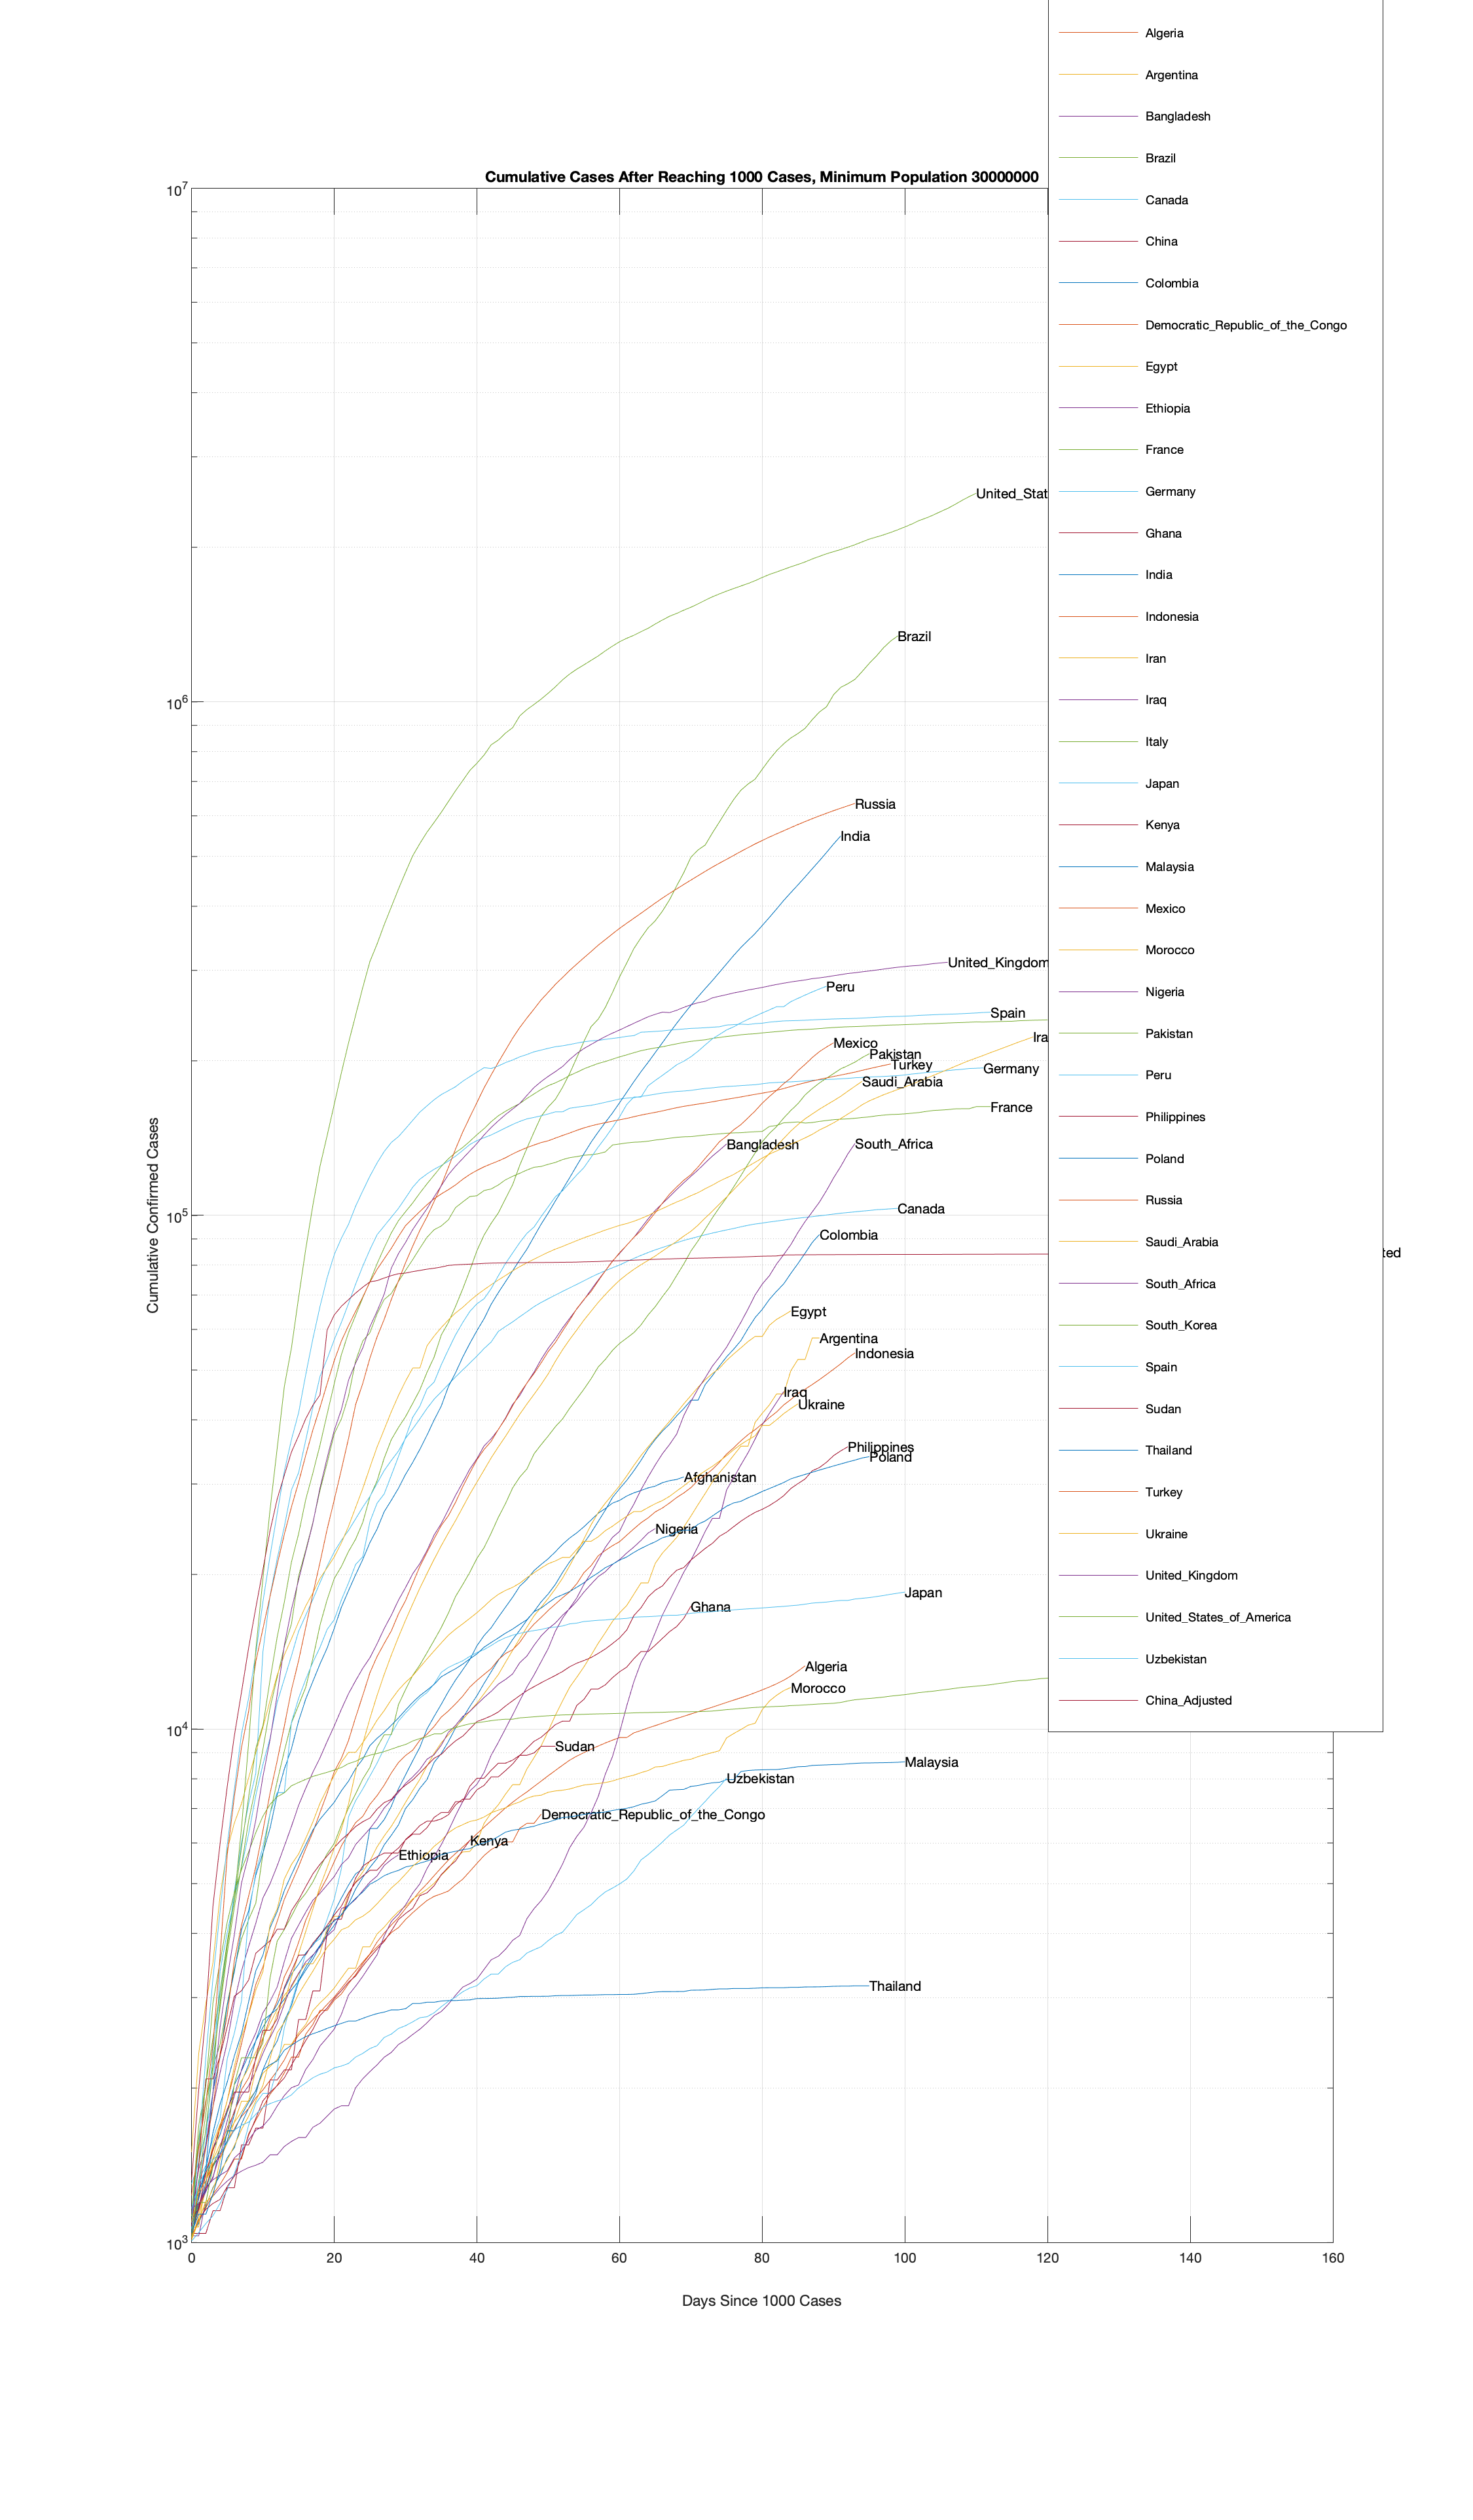 Cumulative Cases After Reaching 1000 Cases, Minimum Population 30000000
Cumulative Confirmed Cases
10^7
10^6
10^5
10^4
10^3
0 20 40 60 80 100 120 140 160
Days Since 1000 Cases
United_Stat
Brazil
Russia
India
United_Kingdom
Peru
Spain
Ira
Mexico
Pakistan
Turkey
Germany
Saudi_Arabia
France
Bangladesh
South_Africa
Canada
Colombia
ted
Egypt
Argentina
Indonesia
Iraq
Ukraine
Philippines
Poland
Afghanistan
Nigeria
Japan
Ghana
Algeria
Morocco
Sudan
Malaysia
Uzbekistan
Democratic_Republic_of_the_Congo
Kenya
Ethiopia
Thailand
Algeria
Argentina
Bangladesh
Brazil
Canada
China
Colombia
Democratic_Republic_of_the_Congo
Egypt
Ethiopia
France
Germany
Ghana
India
Indonesia
Iran
Iraq
Italy
Japan
Kenya
Malaysia
Mexico
Morocco
Nigeria
Pakistan
Peru
Philippines
Poland
Russia
Saudi_Arabia
South_Africa
South_Korea
Spain
Sudan
Thailand
Turkey
Ukraine
United_Kingdom
United_States_of_America
Uzbekistan
China_Adjusted